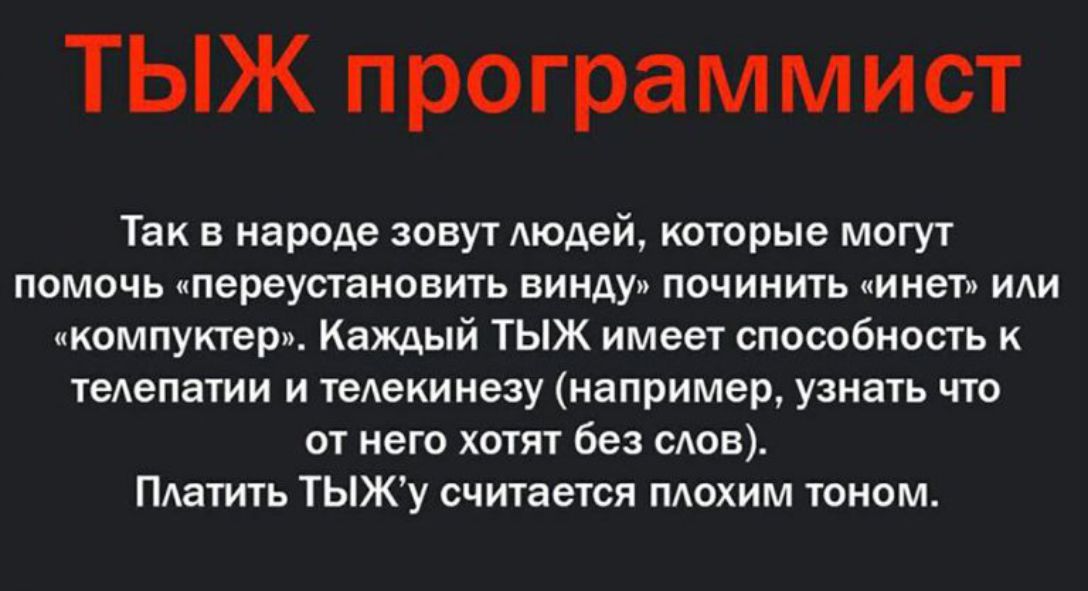 ТЫЖ программист
Так в народе зовут людей, которые могут
помочь «переустановить винду» починить «инет» или
«компуктер». Каждый ТЫЖ имеет способность к
телепатии и телекинезу (например, узнать что
от него хотят без слов).
Платить ТЫЖ’у считается плохим тоном.